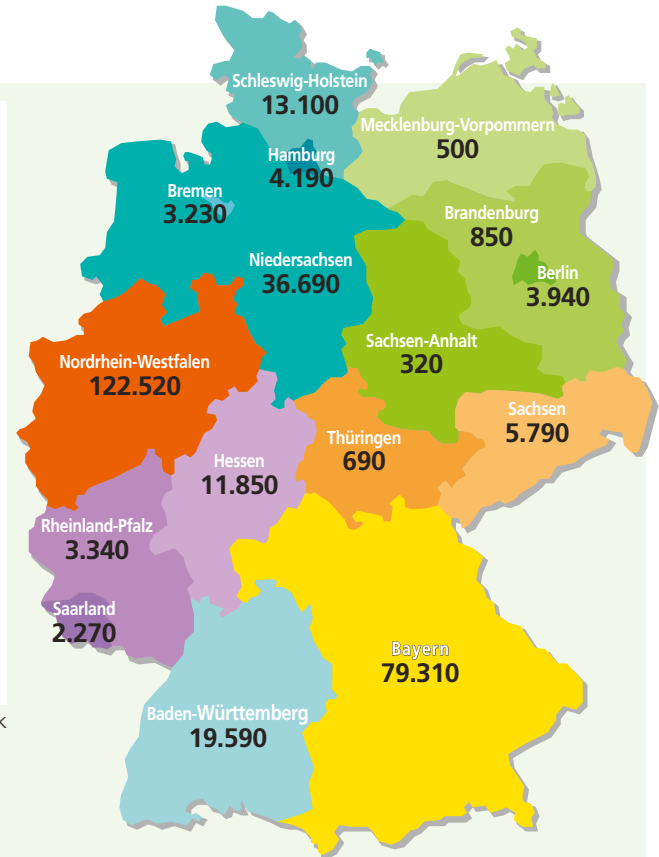 Schleswig-Holstein
13.100
Mecklenburg-Vorpommern
500
Hamburg
4.190
Bremen
3.230
Brandenburg
850
Niedersachsen
36.690
Berlin
3.940
Sachsen-Anhalt
320
Nordrhein-Westfalen
122.520
Sachsen
5.790
Thüringen
690
Hessen
11.850
Rheinland-Pfalz
3.340
Saarland
2.270
Bayern
79.310
K
Baden-Württemberg
19.590